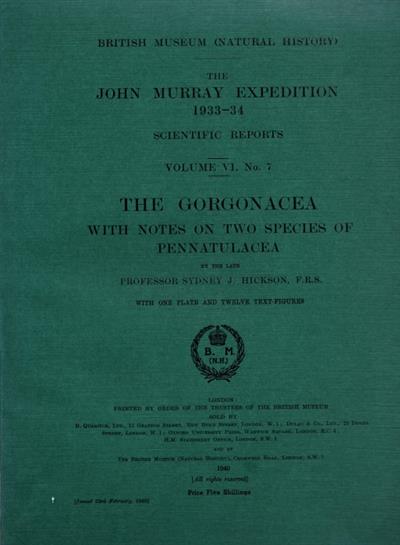 BRITISH MUSEUM (NATURAL HISTORY)
THE
JOHN MURRAY EXPEDITION
1933-34
SCIENTIFIC REPORTS
VOLUME VI, No. 7
THE GORGONACEA
WITH NOTES ON TWO SPECIES OF
PENNATULACEA
BY THE LATE
PROFESSOR SYDNEY J. HICKSON, F.R.S.
WITH ONE PLATE AND TWELVE TEXT-FIGURES
B. M.
(N.H.)
LONDON:
PRINTED BY ORDER OF THE TRUSTEES OF THE BRITISH MUSEUM
SOLD BY
B. QUARITCH, LTD., 11 GRAFTON STREET, NEW BOND STREET, LONDON, W. 1; DULAU & CO., LTD., 29 DOVER
STREET, LONDON, W. 1; OXFORD UNIVERSITY PRESS, WARWICK SQUARE, LONDON, E.C. 4;
H.M. STATIONERY OFFICE, LONDON, S.W. 1
AND AT
THE BRITISH MUSEUM (NATURAL HISTORY), CROMWELL ROAD, LONDON, S.W. 7
1940
[All rights reserved]
Price Five Shillings
[Issued 23rd February, 1940]